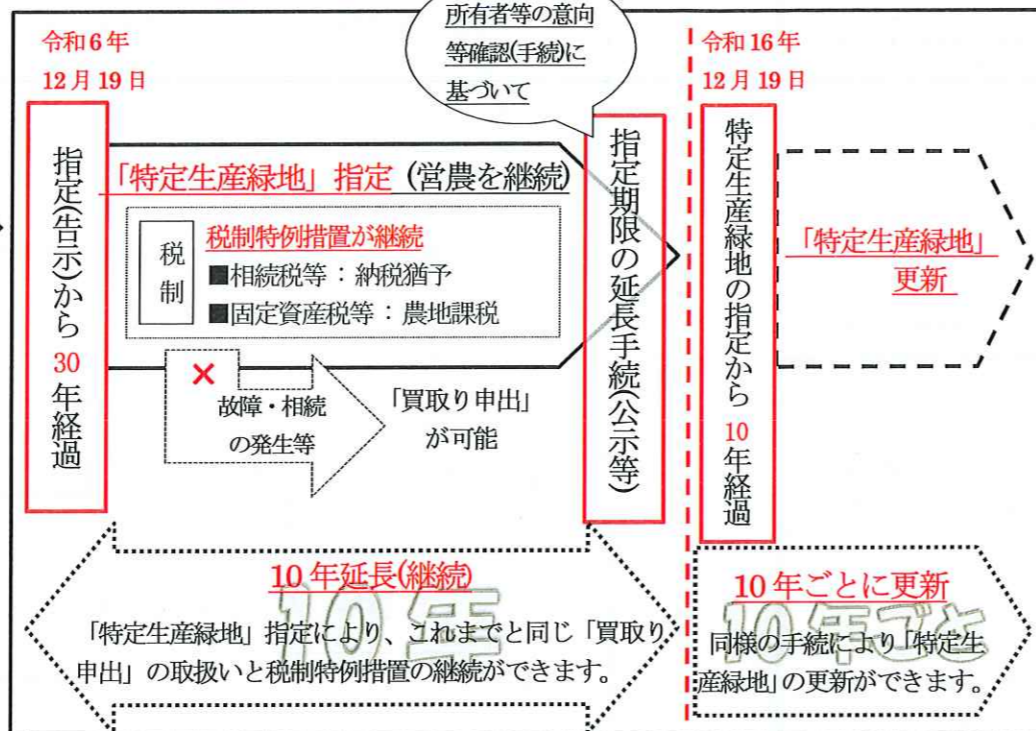 所有者等の意向
等確認(手続)に
基づいて
令和6年
12月19日
指定(告示)から30年経過
「特定生産緑地」指定(営農を継続)
税制
税制特例措置が継続
■相続税等：納税猶予
■固定資産税等：農地課税
×
故障・相続
の発生等
「買取り申出」
が可能
指定期限の延長手続(公示等)
令和16年
12月19日
特定生産緑地の指定から10年経過
「特定生産緑地」
更新
10年
10年延長(継続)
「特定生産緑地」指定により、これまでと同じ「買取り
申出」の取扱いと税制特例措置の継続ができます。
10年ごと
10年ごとに更新
同様の手続により「特定生
産緑地」の更新ができます。